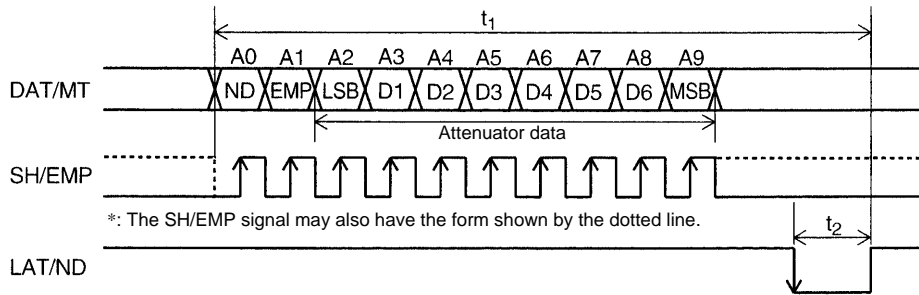 t1
A0 A1 A2 A3 A4 A5 A6 A7 A8 A9
DAT/MT ND EMP LSB D1 D2 D3 D4 D5 D6 MSB
Attenuator data
SH/EMP
*: The SH/EMP signal may also have the form shown by the dotted line.
t2
LAT/ND